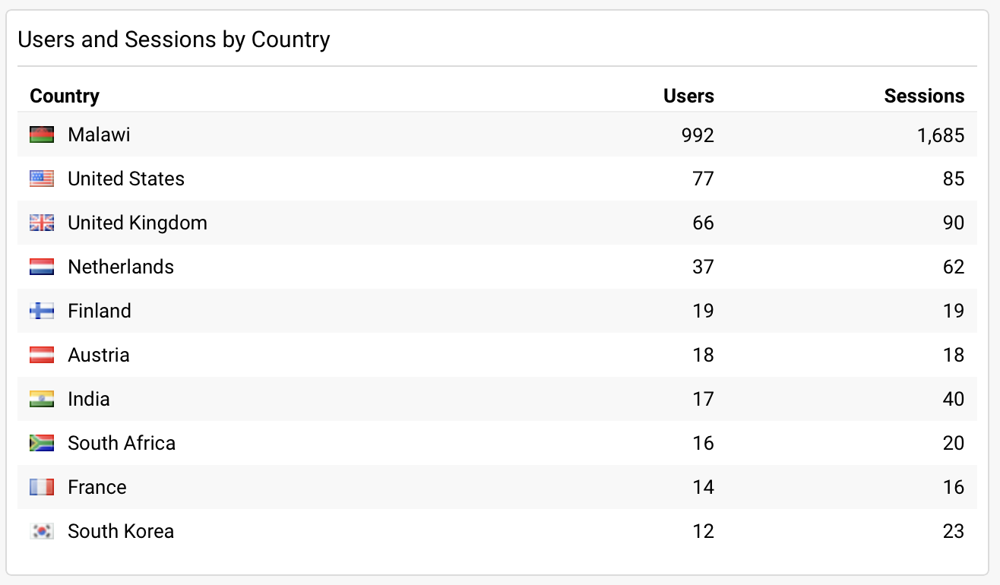 Users and Sessions by Country
Country Users Sessions
Malawi 992 1,685
United States 77 85
United Kingdom 66 90
Netherlands 37 62
Finland 19 19
Austria 18 18
India 17 40
South Africa 16 20
France 14 16
South Korea 12 23